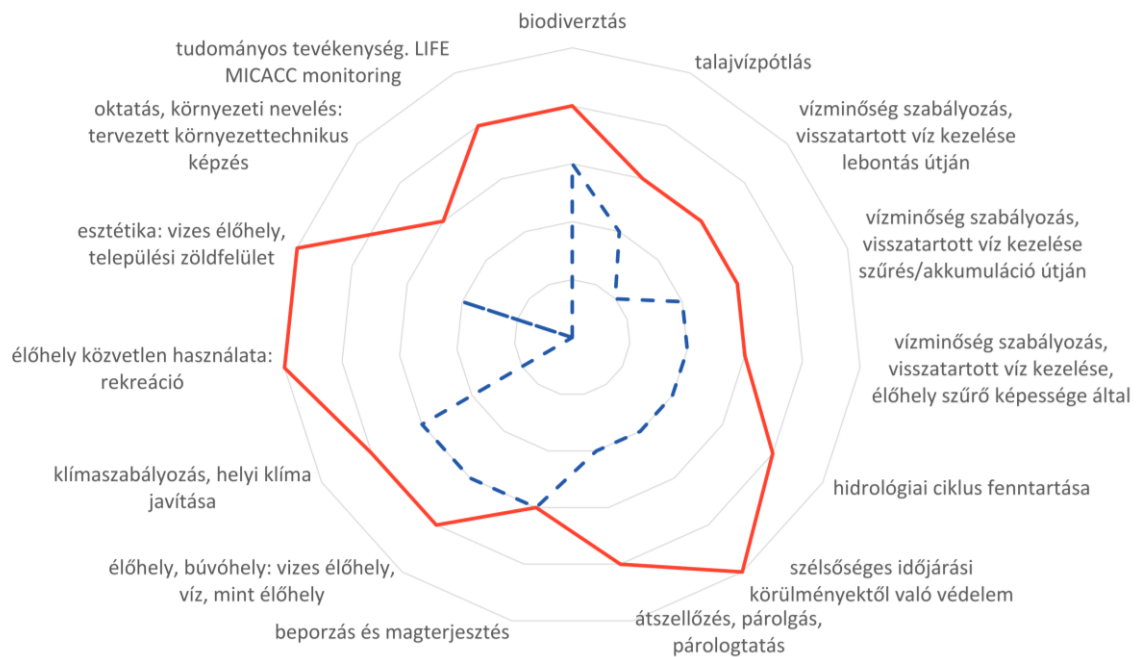 biodiverztás
talajvízpótlás
vízminőség szabályozás,
visszatartott víz kezelése
lebontás útján
vízminőség szabályozás,
visszatartott víz kezelése
szűrés/akkumuláció útján
vízminőség szabályozás,
visszatartott víz kezelése,
élőhely szűrő képessége által
hidrológiai ciklus fenntartása
szélsőséges időjárási
körülményektől való védelem
átszellőzés, párolgás,
párologtatás
beporzás és magterjesztés
élőhely, búvóhely: vizes élőhely,
víz, mint élőhely
klímaszabályozás, helyi klíma
javítása
élőhely közvetlen használata:
rekreáció
esztétika: vizes élőhely,
települési zöldfelület
oktatás, környezeti nevelés:
tervezett környezettechnikus
képzés
tudományos tevékenység. LIFE
MICACC monitoring